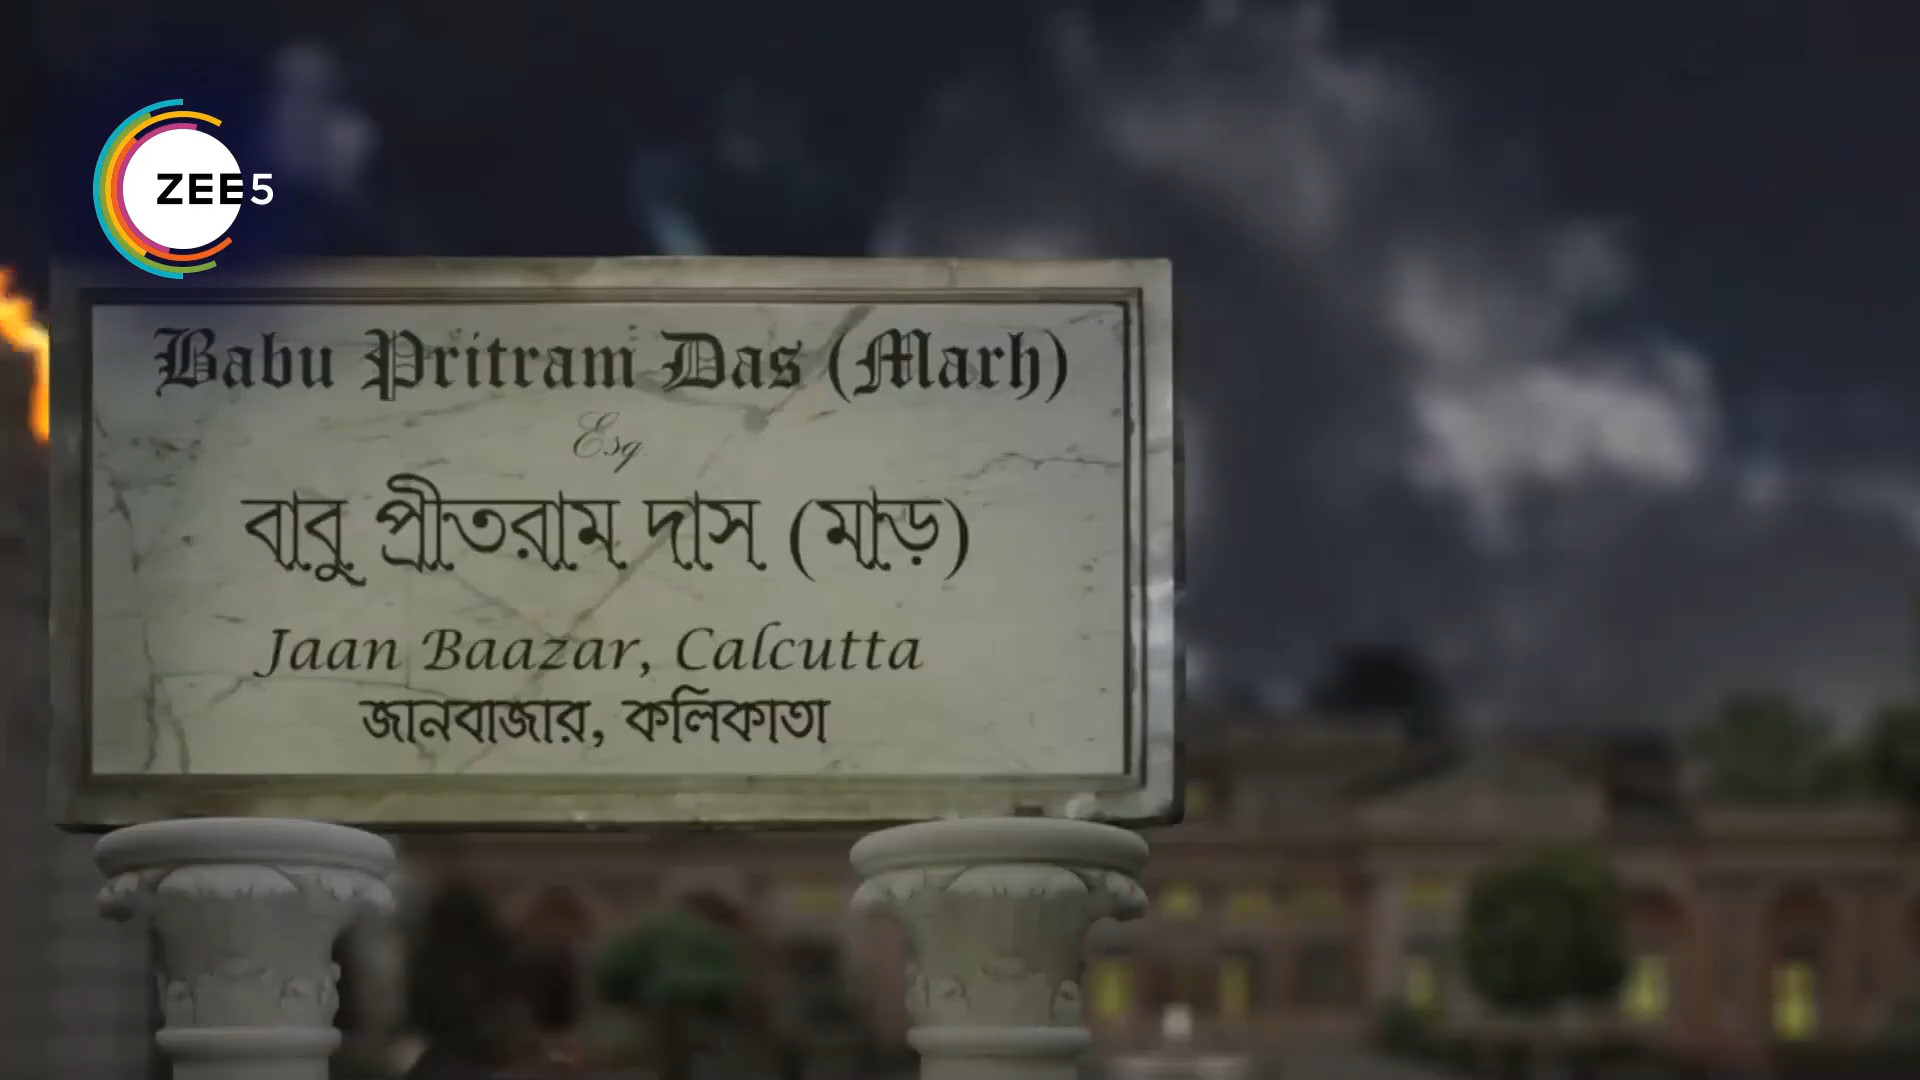 ZEE5
Babu Pritram Das (Marh)
Esq.
বাবু প্রীতরাম দাস (মাড়)
Jaan Baazar, Calcutta
জানবাজার, কলিকাতা